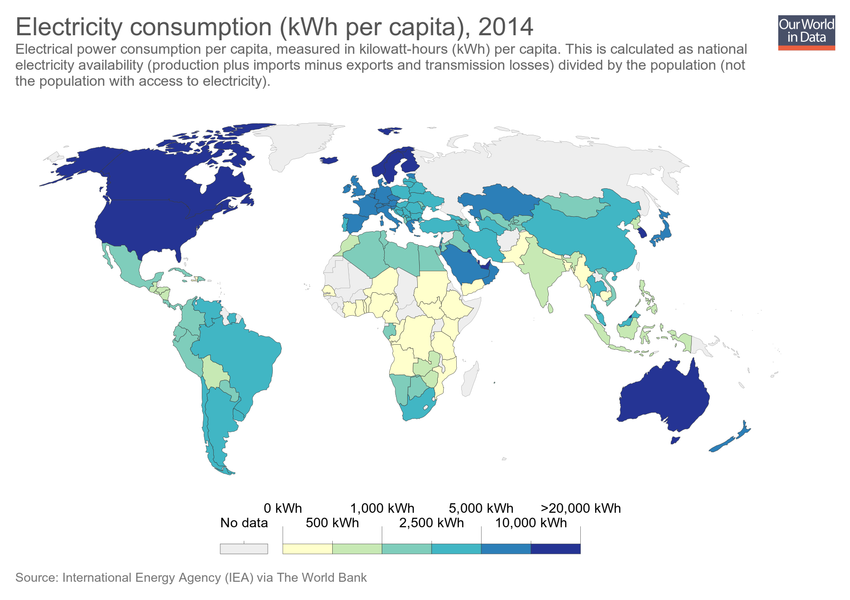 Electricity consumption (kWh per capita), 2014
Our World
in Data
Electrical power consumption per capita, measured in kilowatt-hours (kWh) per capita. This is calculated as national
electricity availability (production plus imports minus exports and transmission losses) divided by the population (not
the population with access to electricity).
0 kWh 1,000 kWh 5,000 kWh >20,000 kWh
No data 500 kWh 2,500 kWh 10,000 kWh
Source: International Energy Agency (IEA) via The World Bank